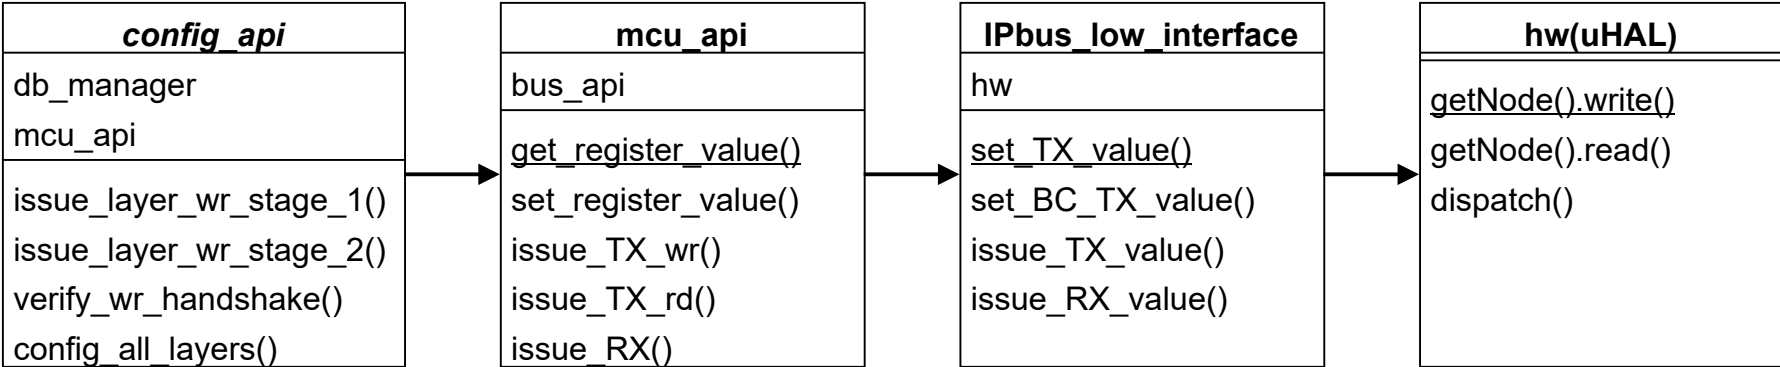 config_api
db_manager
mcu_api
issue_layer_wr_stage_1()
issue_layer_wr_stage_2()
verify_wr_handshake()
config_all_layers()
mcu_api
bus_api
get_register_value()
set_register_value()
issue_TX_wr()
issue_TX_rd()
issue_RX()
IPbus_low_interface
hw
set_TX_value()
set_BC_TX_value()
issue_TX_value()
issue_RX_value()
hw(uHAL)
getNode().write()
getNode().read()
dispatch()